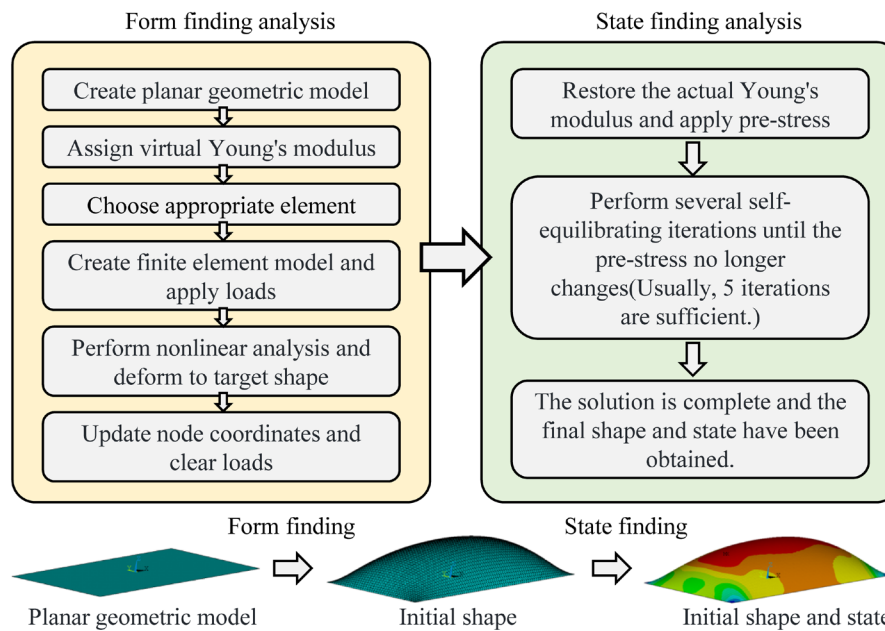 Form finding analysis
Create planar geometric model
Assign virtual Young's modulus
Choose appropriate element
Create finite element model and
apply loads
Perform nonlinear analysis and
deform to target shape
Update node coordinates and
clear loads
State finding analysis
Restore the actual Young's
modulus and apply pre-stress
Perform several self-
equilibrating iterations until the
pre-stress no longer
changes(Usually, 5 iterations
are sufficient.)
The solution is complete and the
final shape and state have been
obtained.
Form finding
State finding
Planar geometric model
Initial shape
Initial shape and state